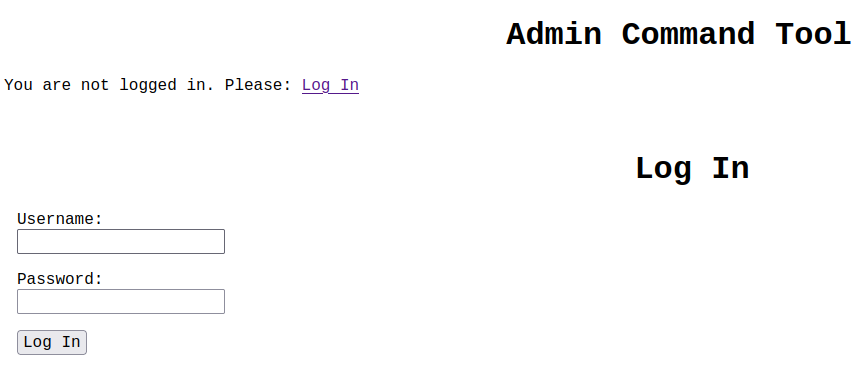 Admin Command Tool
You are not logged in. Please: Log In
Log In
Username:
Password:
Log In